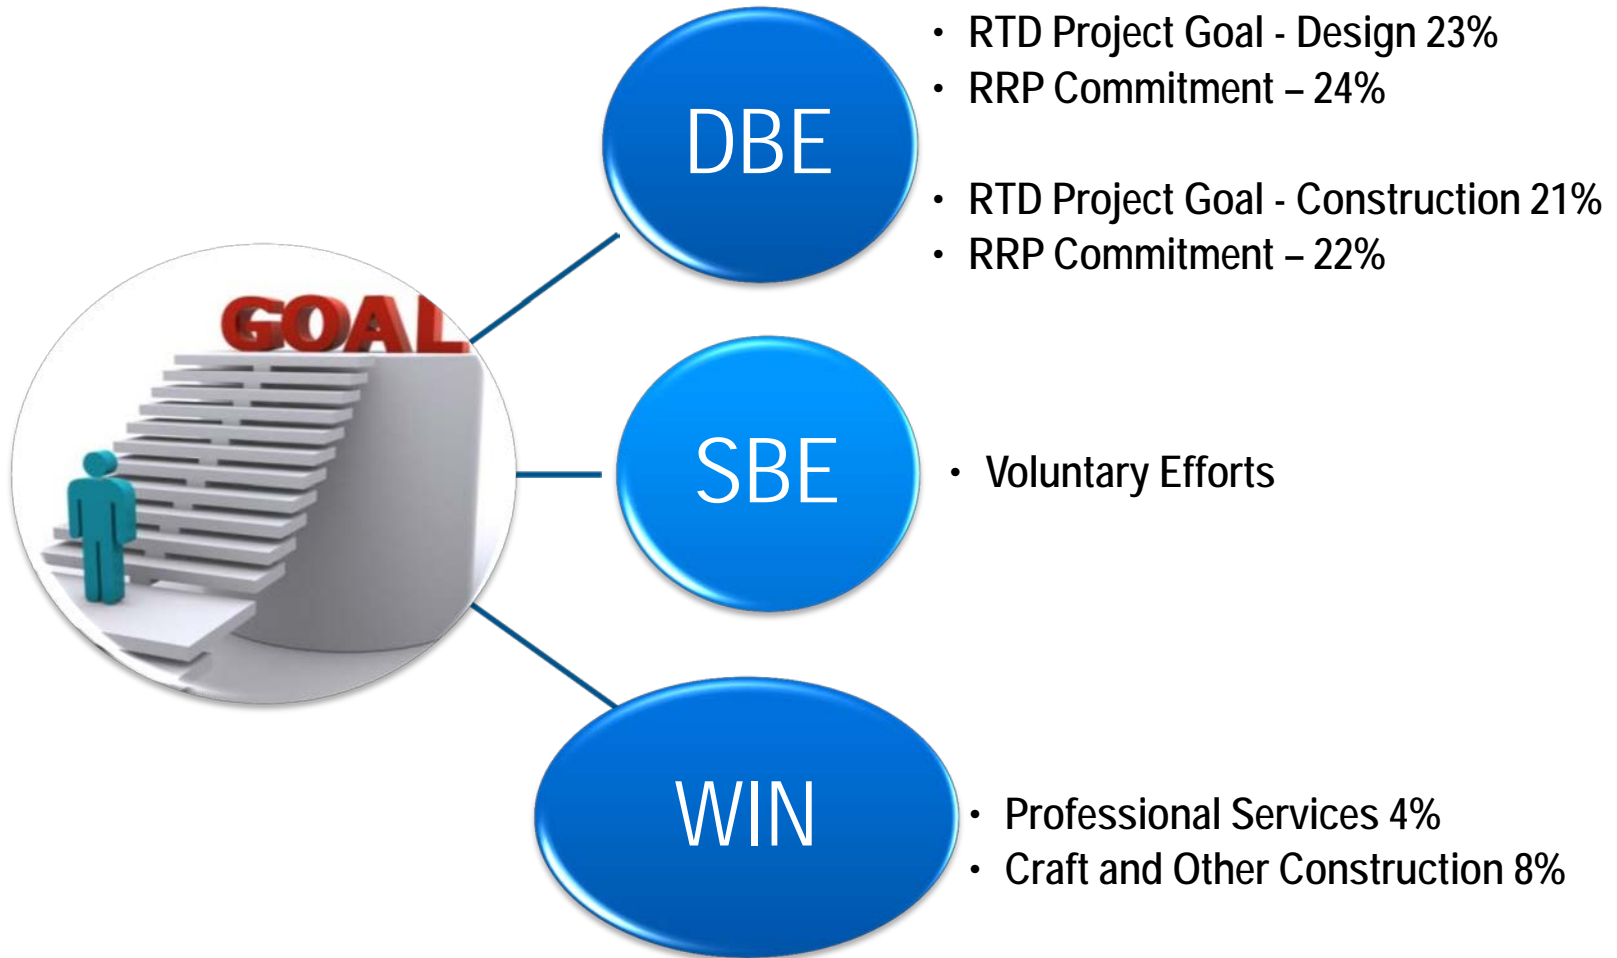 GOAL
DBE
• RTD Project Goal - Design 23%
• RRP Commitment – 24%
• RTD Project Goal - Construction 21%
• RRP Commitment – 22%
SBE
• Voluntary Efforts
WIN
• Professional Services 4%
• Craft and Other Construction 8%